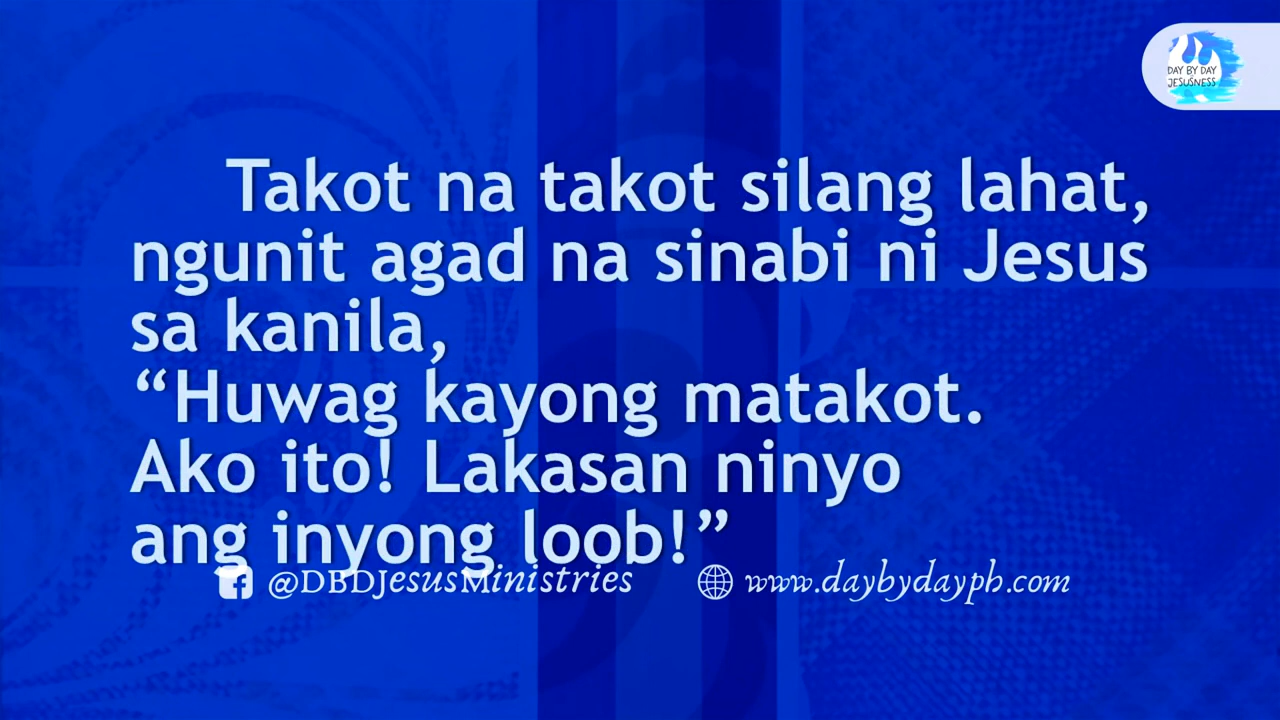 DAY BY DAY
JESUSNESS
Takot na takot silang lahat,
ngunit agad na sinabi ni Jesus
sa kanila,
“Huwag kayong matakot.
Ako ito! Lakasan ninyo
ang inyong loob!”
@DBDJesusMinistries
www.daybydayph.com